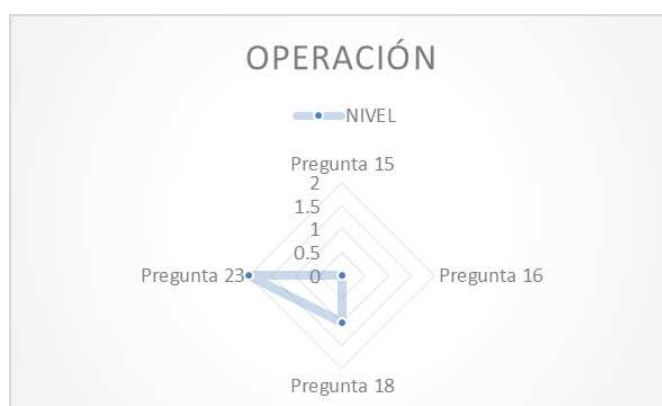 OPERACIÓN
NIVEL
Pregunta 15
2
1.5
1
0.5
0
Pregunta 23
Pregunta 16
Pregunta 18